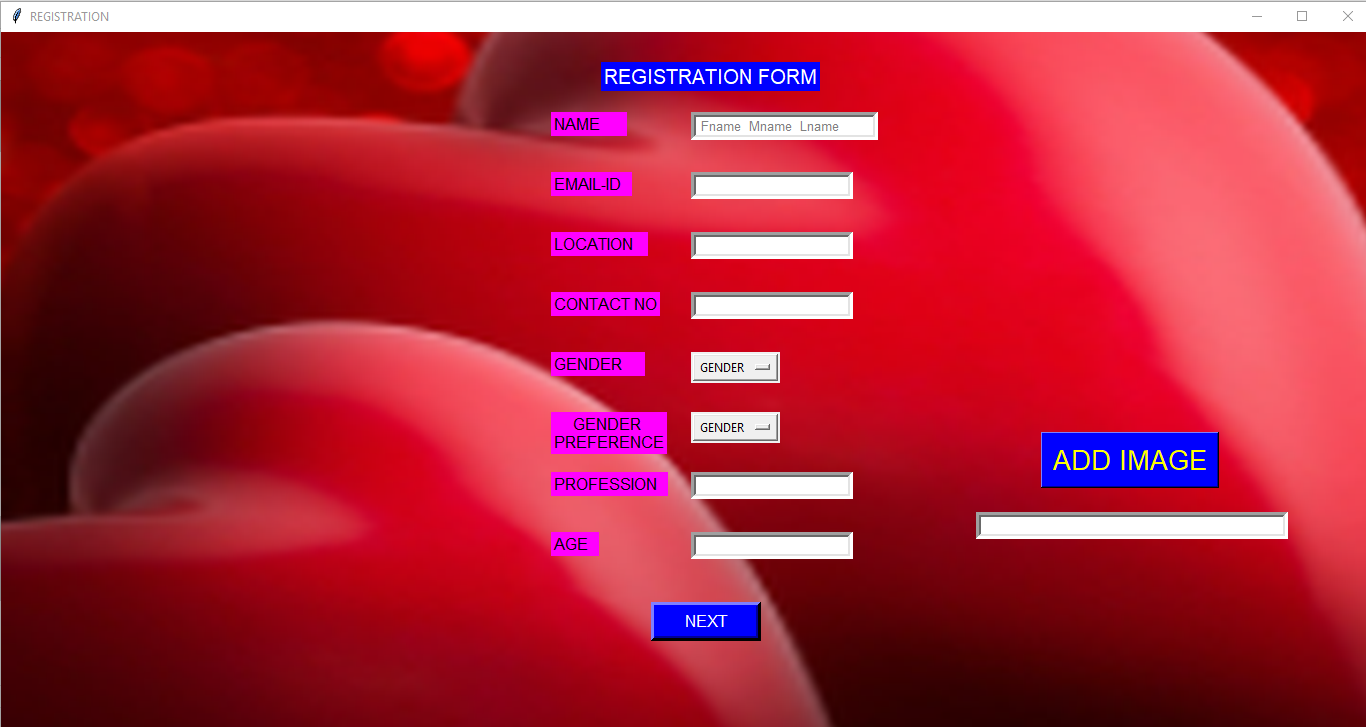 REGISTRATION
REGISTRATION FORM
NAME
Fname Mname Lname
EMAIL-ID
LOCATION
CONTACT NO
GENDER
GENDER
GENDER
PREFERENCE
GENDER
PROFESSION
AGE
ADD IMAGE
NEXT